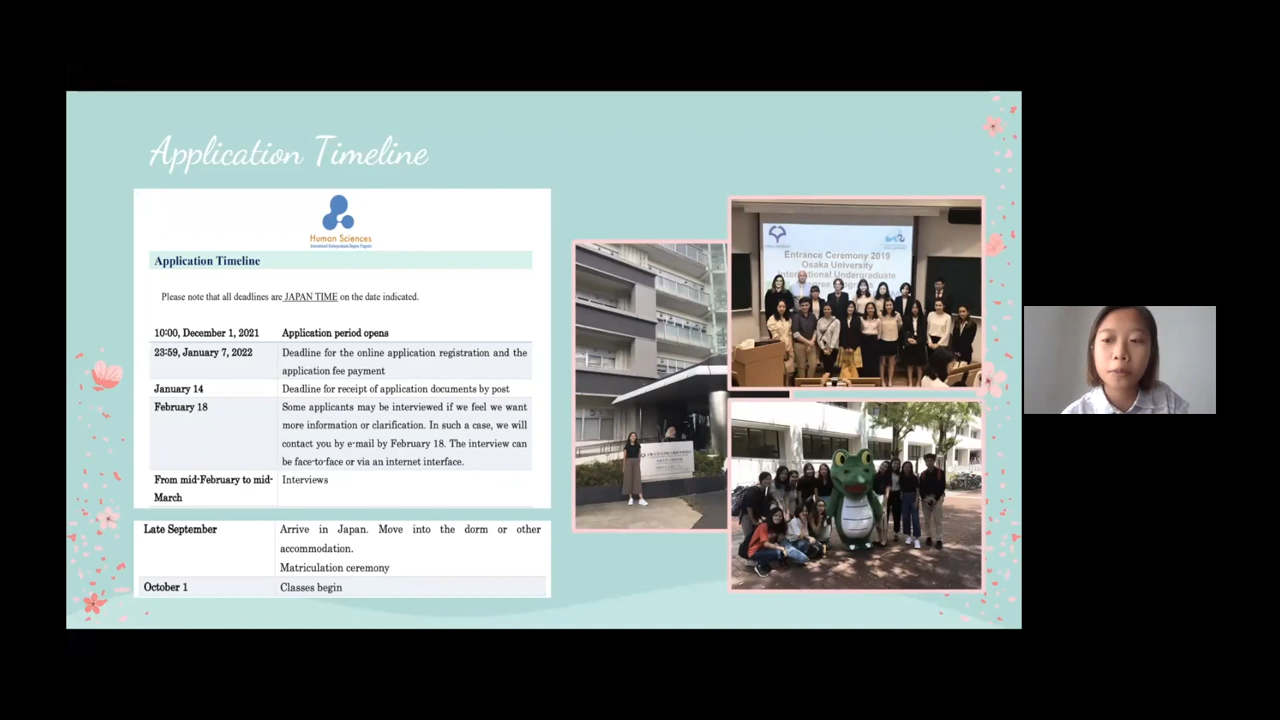 Application Timeline
Human Sciences
International Undergraduate Degree Program
Application Timeline
Please note that all deadlines are JAPAN TIME on the date indicated.
10:00, December 1, 2021 Application period opens
23:59, January 7, 2022 Deadline for the online application registration and the
application fee payment
January 14 Deadline for receipt of application documents by post
February 18 Some applicants may be interviewed if we feel we want
more information or clarification. In such a case, we will
contact you by e-mail by February 18. The interview can
be face-to-face or via an internet interface.
From mid-February to mid- Interviews
March
Late September Arrive in Japan. Move into the dorm or other
accommodation.
Matriculation ceremony
October 1 Classes begin
Entrance Ceremony 2019
Osaka University
International Undergraduate
Degree Programs